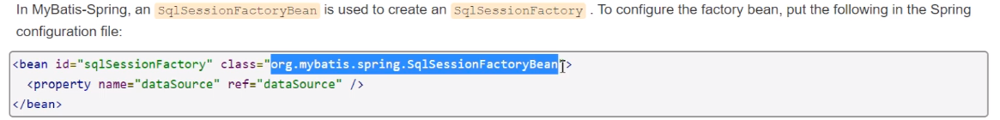 In MyBatis-Spring, an SqlSessionFactoryBean is used to create an SqlSessionFactory . To configure the factory bean, put the following in the Spring
configuration file:
<bean id="sqlSessionFactory" class="org.mybatis.spring.SqlSessionFactoryBean">
  <property name="dataSource" ref="dataSource" />
</bean>